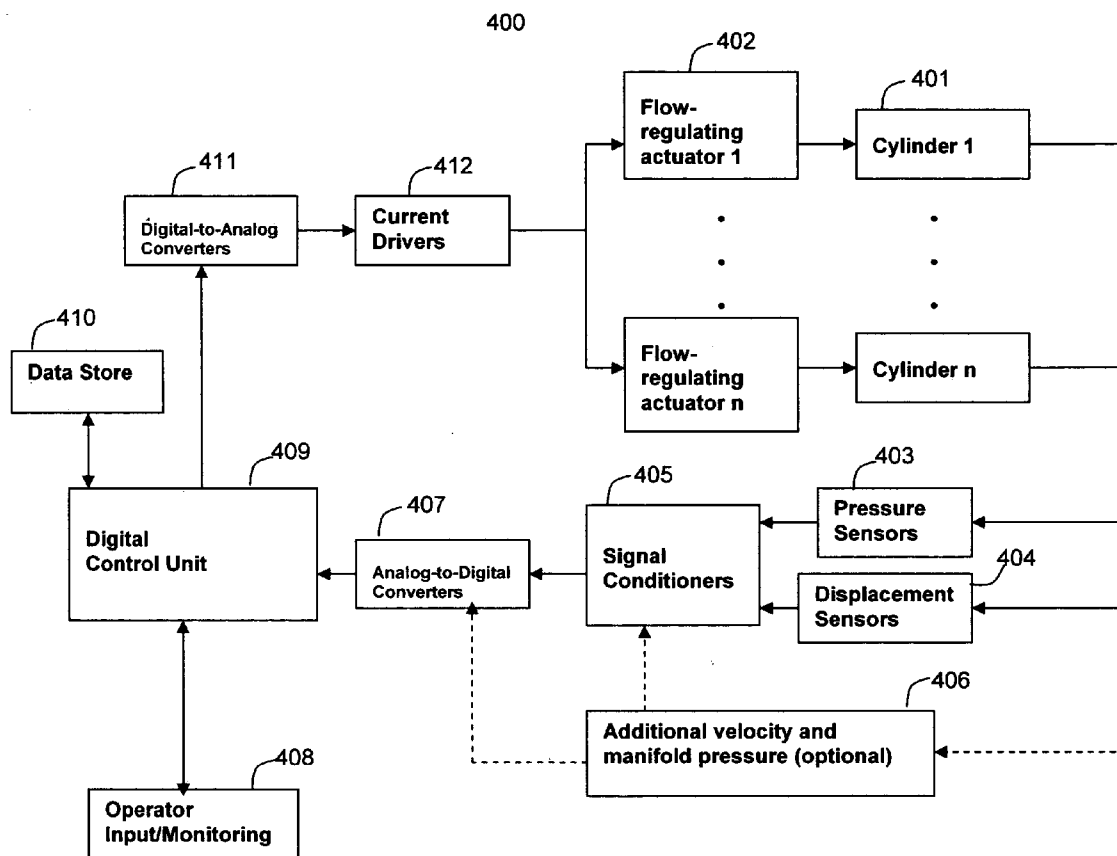 400
402
Flow-
regulating
actuator 1
401
Cylinder 1
411
Digital-to-Analog
Converters
412
Current
Drivers
410
Data Store
Flow-
regulating
actuator n
Cylinder n
409
Digital
Control Unit
407
Analog-to-Digital
Converters
405
Signal
Conditioners
403
Pressure
Sensors
404
Displacement
Sensors
406
Additional velocity and
manifold pressure (optional)
408
Operator
Input/Monitoring